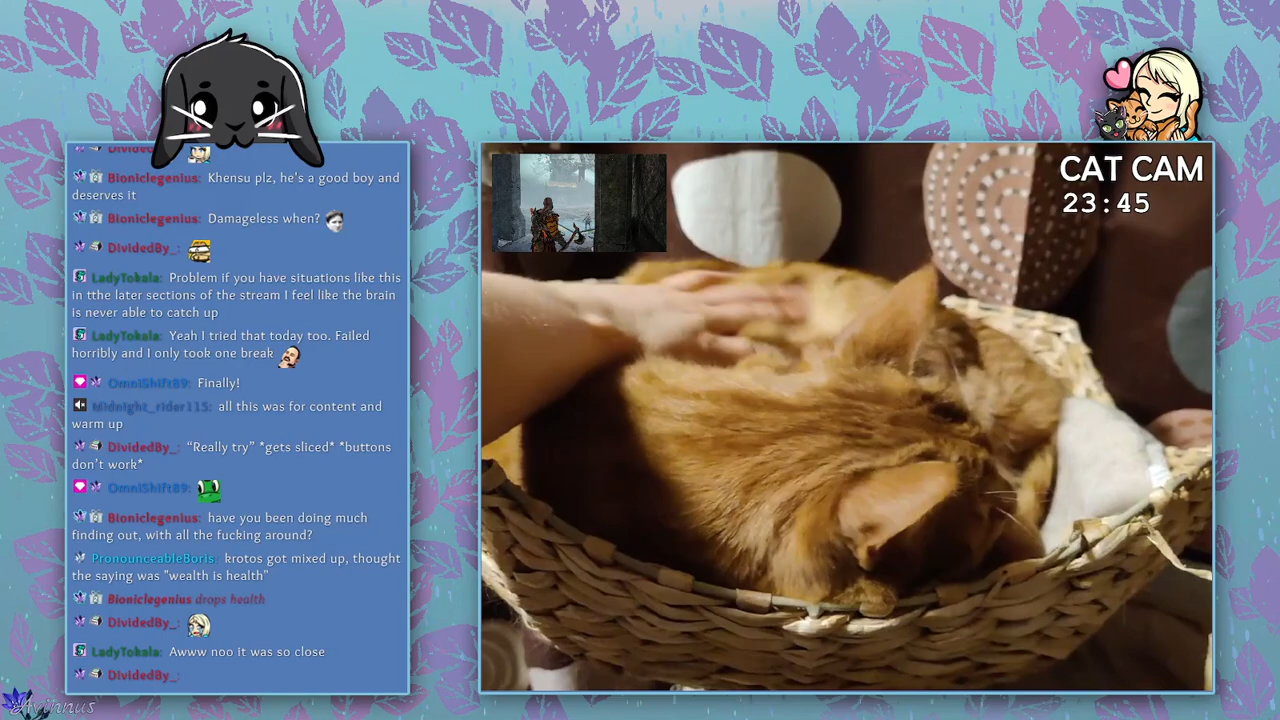 DividedBy_:
Bioniclegenius: Khensu plz, he's a good boy and
deserves it
Bioniclegenius: Damageless when?
DividedBy_:
LadyTokala: Problem if you have situations like this
in tthe later sections of the stream I feel like the brain
is never able to catch up
LadyTokala: Yeah I tried that today too. Failed
horribly and I only took one break
OmniShift89: Finally!
Midnight_rider115: all this was for content and
warm up
DividedBy_: “Really try” *gets sliced* *buttons
don’t work*
OmniShift89:
Bioniclegenius: have you been doing much
finding out, with all the fucking around?
PronounceableBoris: krotos got mixed up, thought
the saying was "wealth is health"
Bioniclegenius drops health
DividedBy_:
LadyTokala: Awww noo it was so close
DividedBy_:
Avinnus
CAT CAM
23:45